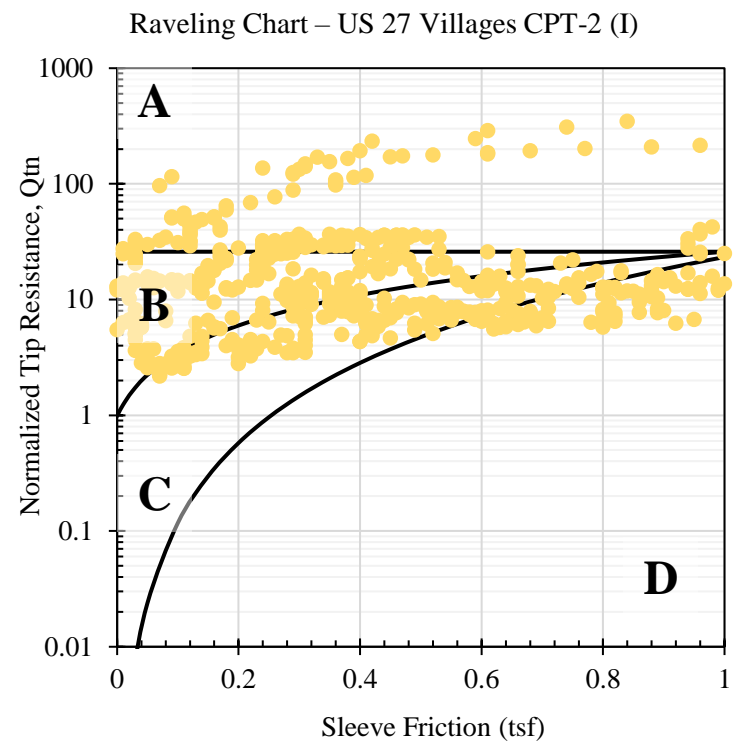 Raveling Chart – US 27 Villages CPT-2 (I)
1000
100
10
1
0.1
0.01
Normalized Tip Resistance, Qtn
A
B
C
D
0 0.2 0.4 0.6 0.8 1
Sleeve Friction (tsf)